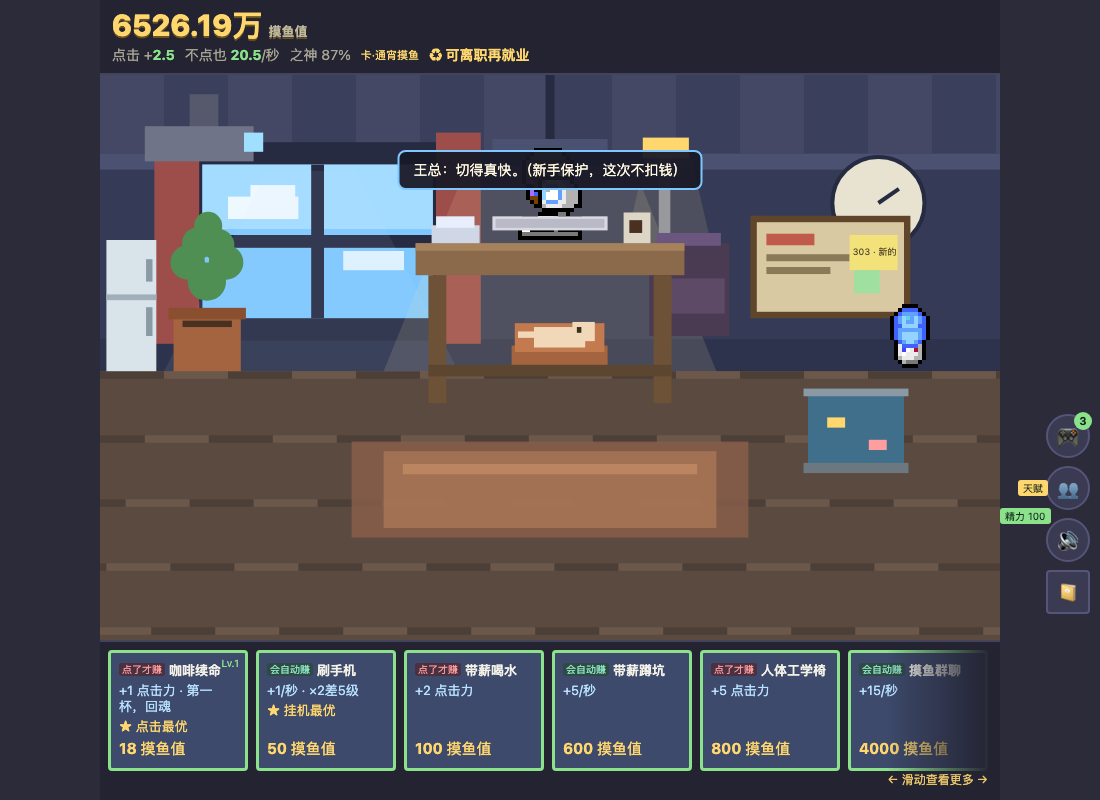 6526.19万 摸鱼值
点击 +2.5 不点也 20.5/秒 之神 87% 卡·通宵摸鱼 ♻ 可离职再就业
王总：切得真快。（新手保护，这次不扣钱）
303 · 新的
3
天赋
精力 100
点了才赚 咖啡续命 Lv.1
+1 点击力 · 第一
杯，回魂
★ 点击最优
18 摸鱼值
会自动赚 刷手机
+1/秒 · ×2差5级
★ 挂机最优
50 摸鱼值
点了才赚 带薪喝水
+2 点击力
100 摸鱼值
会自动赚 带薪蹲坑
+5/秒
600 摸鱼值
点了才赚 人体工学椅
+5 点击力
800 摸鱼值
会自动赚 摸鱼群聊
+15/秒
4000 摸鱼值
← 滑动查看更多 →